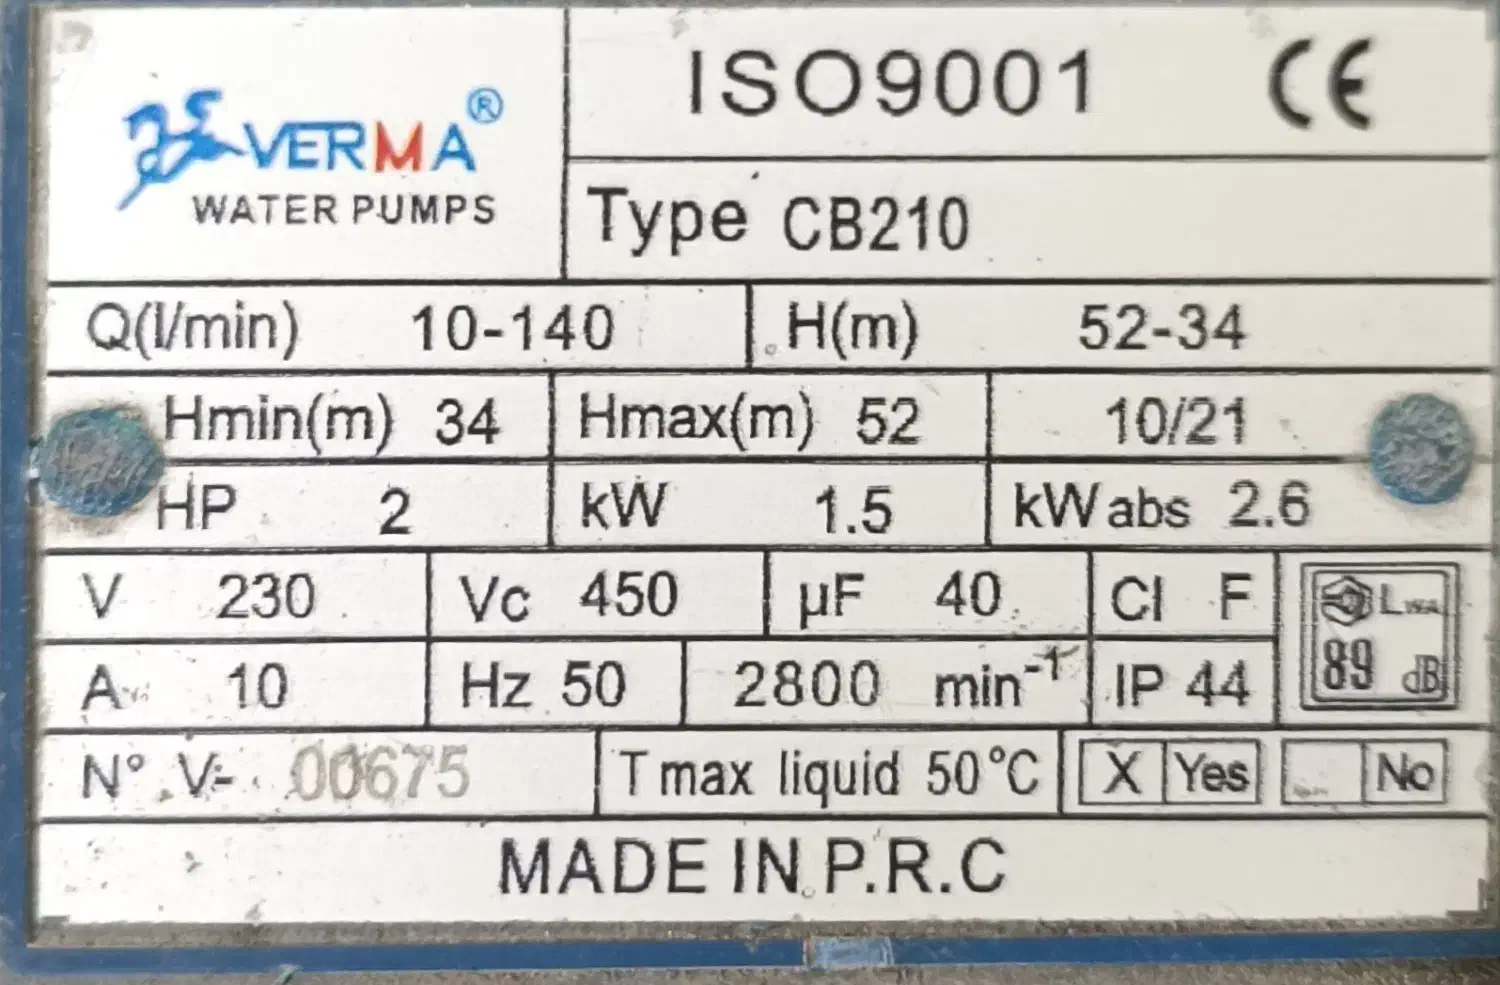 VERMA®
WATER PUMPS
ISO9001 CE
Type CB210
Q(l/min) 10-140 H(m) 52-34
Hmin(m) 34 Hmax(m) 52 10/21
HP 2 kW 1.5 kW abs 2.6
V 230 Vc 450 µF 40 Cl F
LWA
89 dB
A 10 Hz 50 2800 min⁻¹ IP 44
N° V- 00675 T max liquid 50°C X Yes No
MADE IN P.R.C